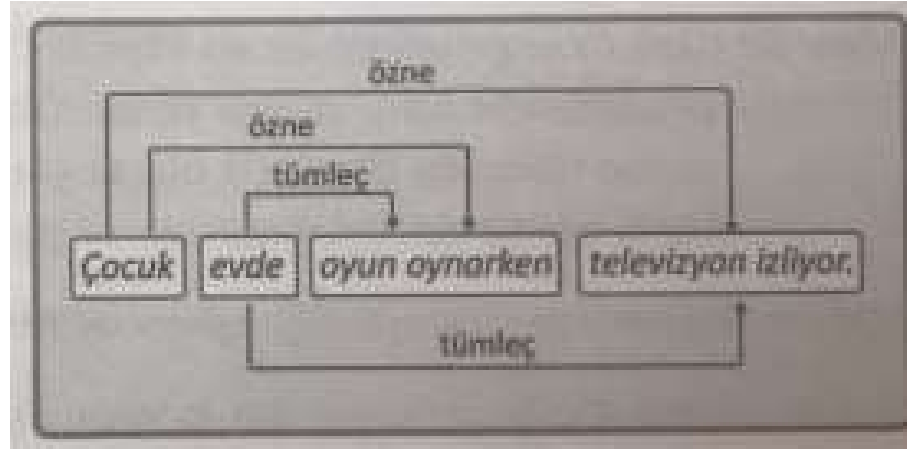 özne
özne
tümleç
Çocuk evde oyun oynarken televizyon izliyor.
tümleç